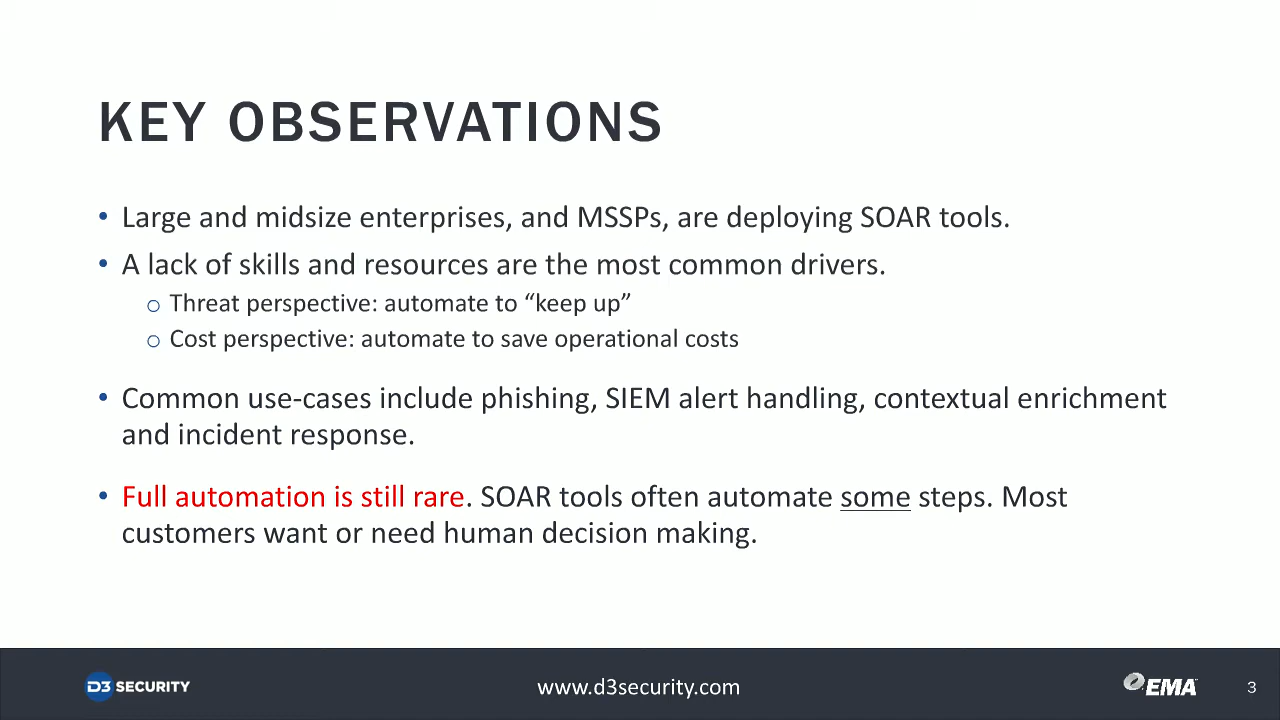 KEY OBSERVATIONS
• Large and midsize enterprises, and MSSPs, are deploying SOAR tools.
• A lack of skills and resources are the most common drivers.
o Threat perspective: automate to “keep up”
o Cost perspective: automate to save operational costs
• Common use-cases include phishing, SIEM alert handling, contextual enrichment
and incident response.
• Full automation is still rare. SOAR tools often automate some steps. Most
customers want or need human decision making.
D3 SECURITY
www.d3security.com
EMA
3